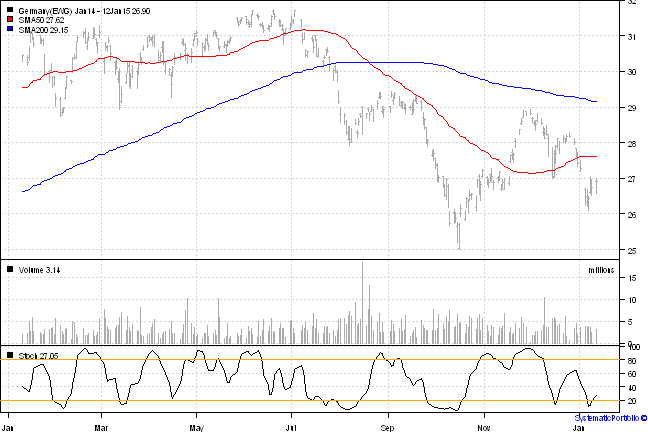 Germany(EWG) Jan14 - 12Jan15 26.90
SMA50 27.62
SMA200 29.15
32
31
30
29
28
27
26
25
Volume 3.14
millions
15
10
5
0
Stoch 27.05
100
80
60
40
20
Jan Mar May Jul Sep Nov Jan
SystematicPortfolio ©